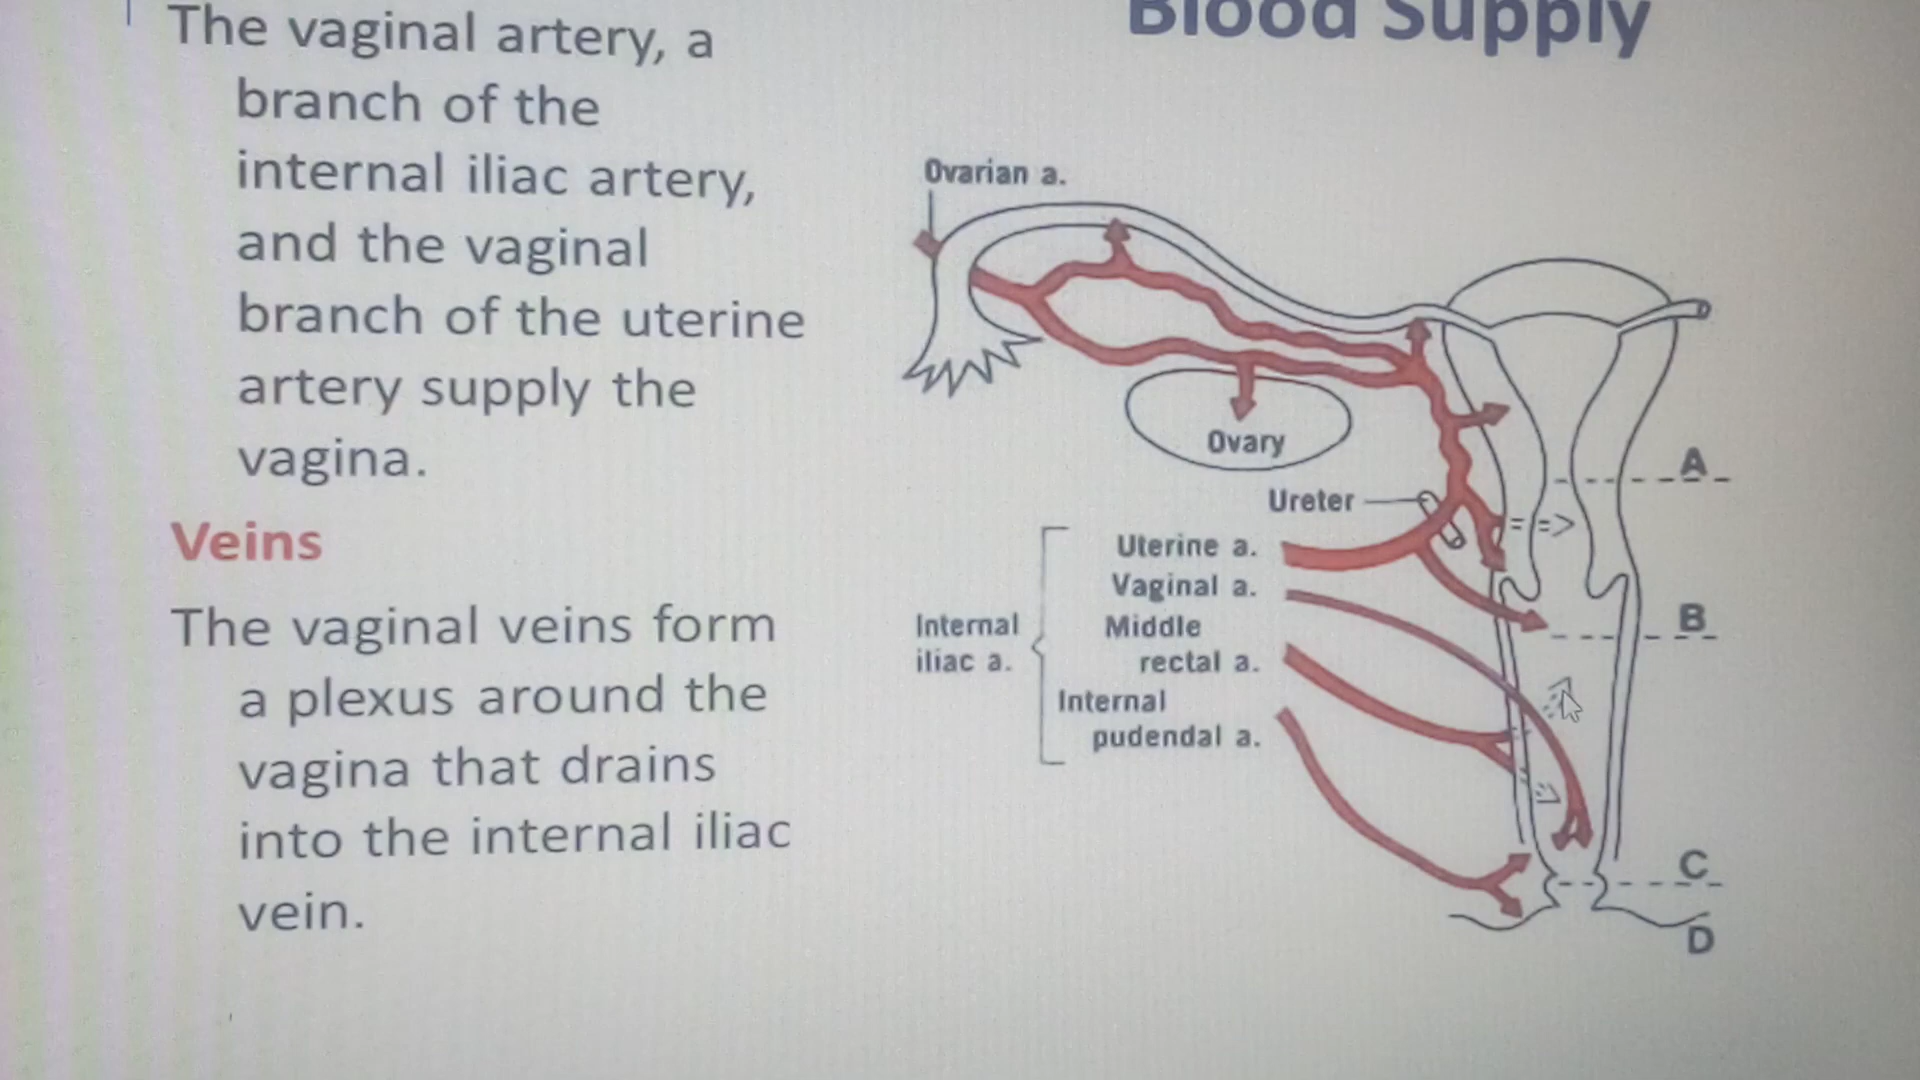 Blood Supply
The vaginal artery, a
branch of the
internal iliac artery,
and the vaginal
branch of the uterine
artery supply the
vagina.
Veins
The vaginal veins form
a plexus around the
vagina that drains
into the internal iliac
vein.
Ovarian a.
Ovary
Ureter
Uterine a.
Vaginal a.
Middle
rectal a.
Internal
pudendal a.
Internal
iliac a.
A
B
C
D